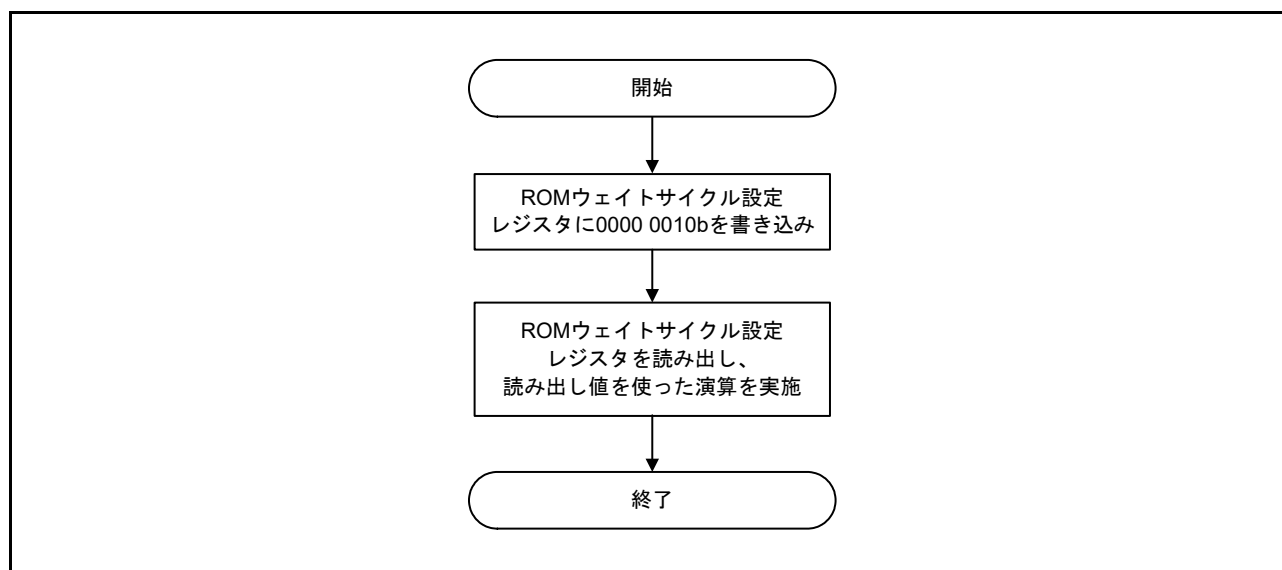 開始
ROMウェイトサイクル設定
レジスタに0000 0010bを書き込み
ROMウェイトサイクル設定
レジスタを読み出し、
読み出し値を使った演算を実施
終了